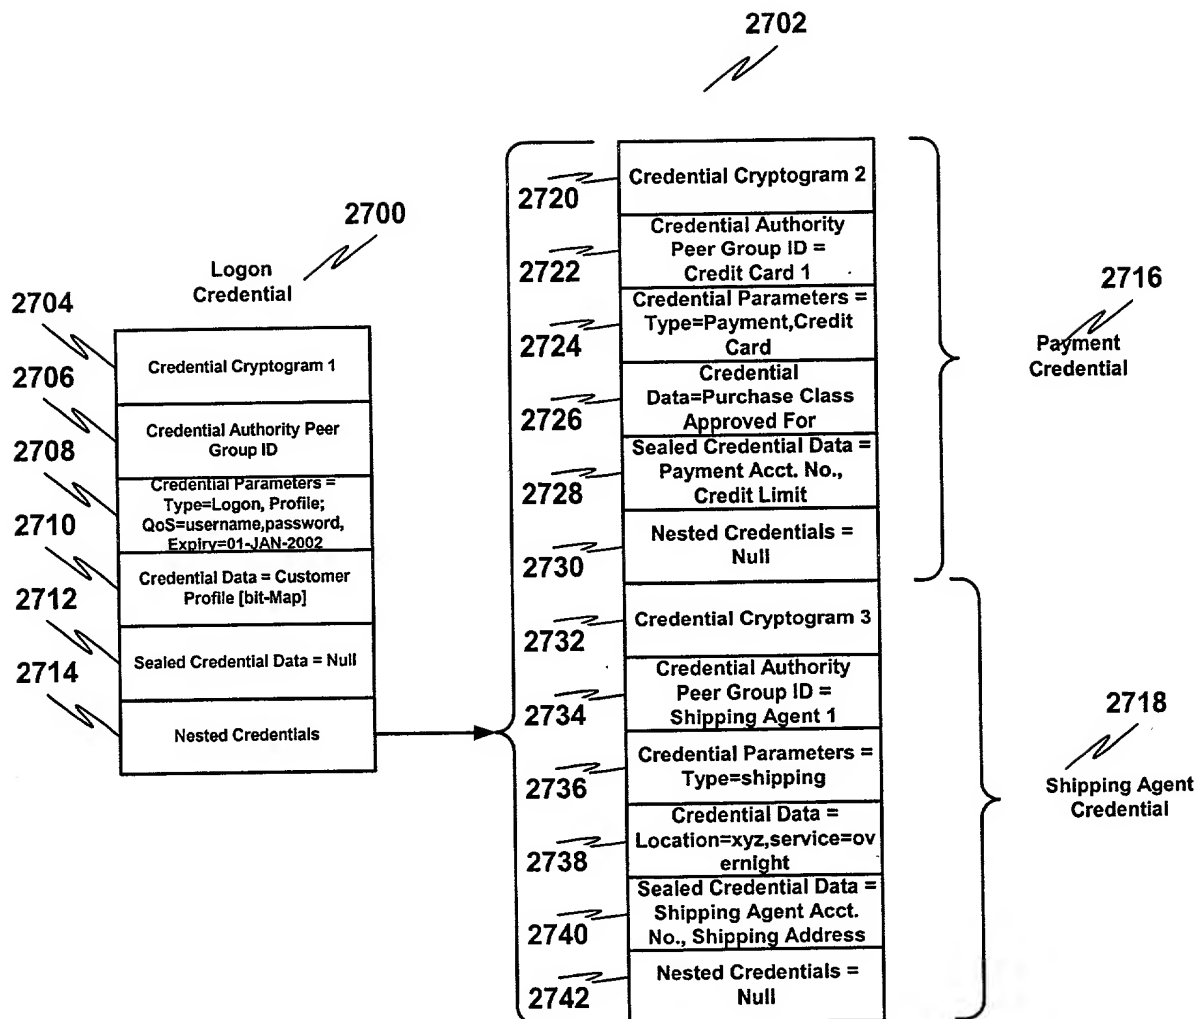 2702
2700
Logon
Credential
2704
Credential Cryptogram 1
2706
Credential Authority Peer
Group ID
2708
Credential Parameters =
Type=Logon, Profile;
QoS=username,password,
Expiry=01-JAN-2002
2710
Credential Data = Customer
Profile [bit-Map]
2712
Sealed Credential Data = Null
2714
Nested Credentials
2720
Credential Cryptogram 2
2722
Credential Authority
Peer Group ID =
Credit Card 1
2724
Credential Parameters =
Type=Payment,Credit
Card
2726
Credential
Data=Purchase Class
Approved For
2728
Sealed Credential Data =
Payment Acct. No.,
Credit Limit
2730
Nested Credentials =
Null
2716
Payment
Credential
2732
Credential Cryptogram 3
2734
Credential Authority
Peer Group ID =
Shipping Agent 1
2736
Credential Parameters =
Type=shipping
2738
Credential Data =
Location=xyz,service=ov
ernight
2740
Sealed Credential Data =
Shipping Agent Acct.
No., Shipping Address
2742
Nested Credentials =
Null
2718
Shipping Agent
Credential